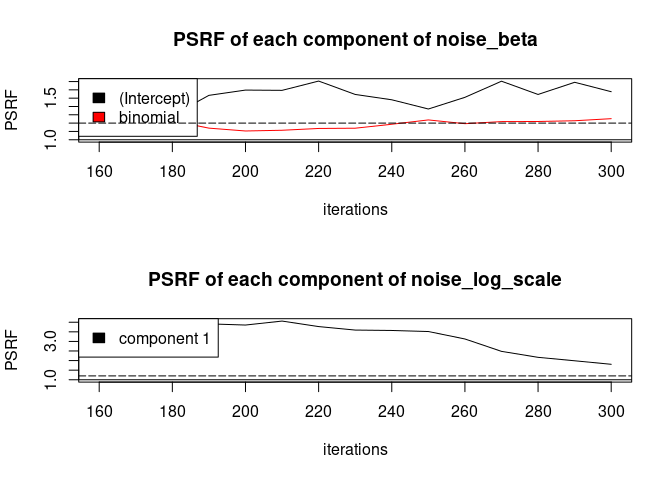 PSRF of each component of noise_beta
PSRF
1.0 1.5
(Intercept)
binomial
160 180 200 220 240 260 280 300
iterations
PSRF of each component of noise_log_scale
PSRF
1.0 3.0
component 1
160 180 200 220 240 260 280 300
iterations